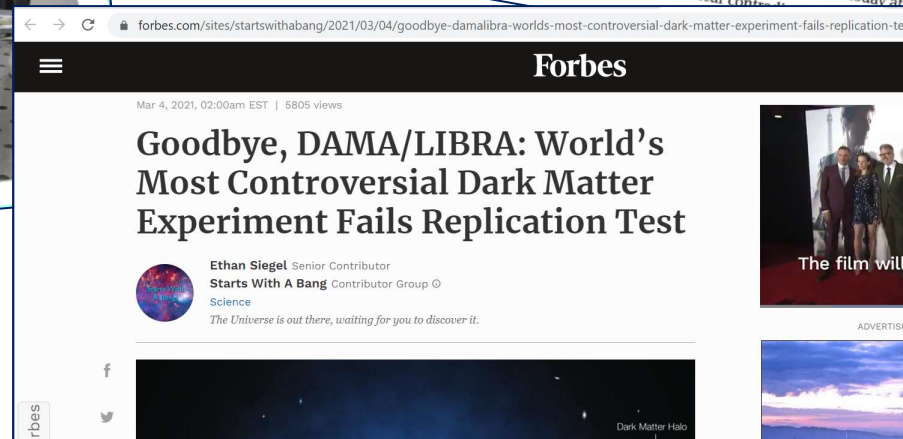 forbes.com/sites/startswithabang/2021/03/04/goodbye-damalibra-worlds-most-controversial-dark-matter-experiment-fails-replication-te
Forbes
Mar 4, 2021, 02:00am EST | 5805 views
Goodbye, DAMA/LIBRA: World’s
Most Controversial Dark Matter
Experiment Fails Replication Test
Ethan Siegel Senior Contributor
Starts With A Bang Contributor Group
Science
The Universe is out there, waiting for you to discover it.
The film will
ADVERTIS
f
Dark Matter Halo
rbes